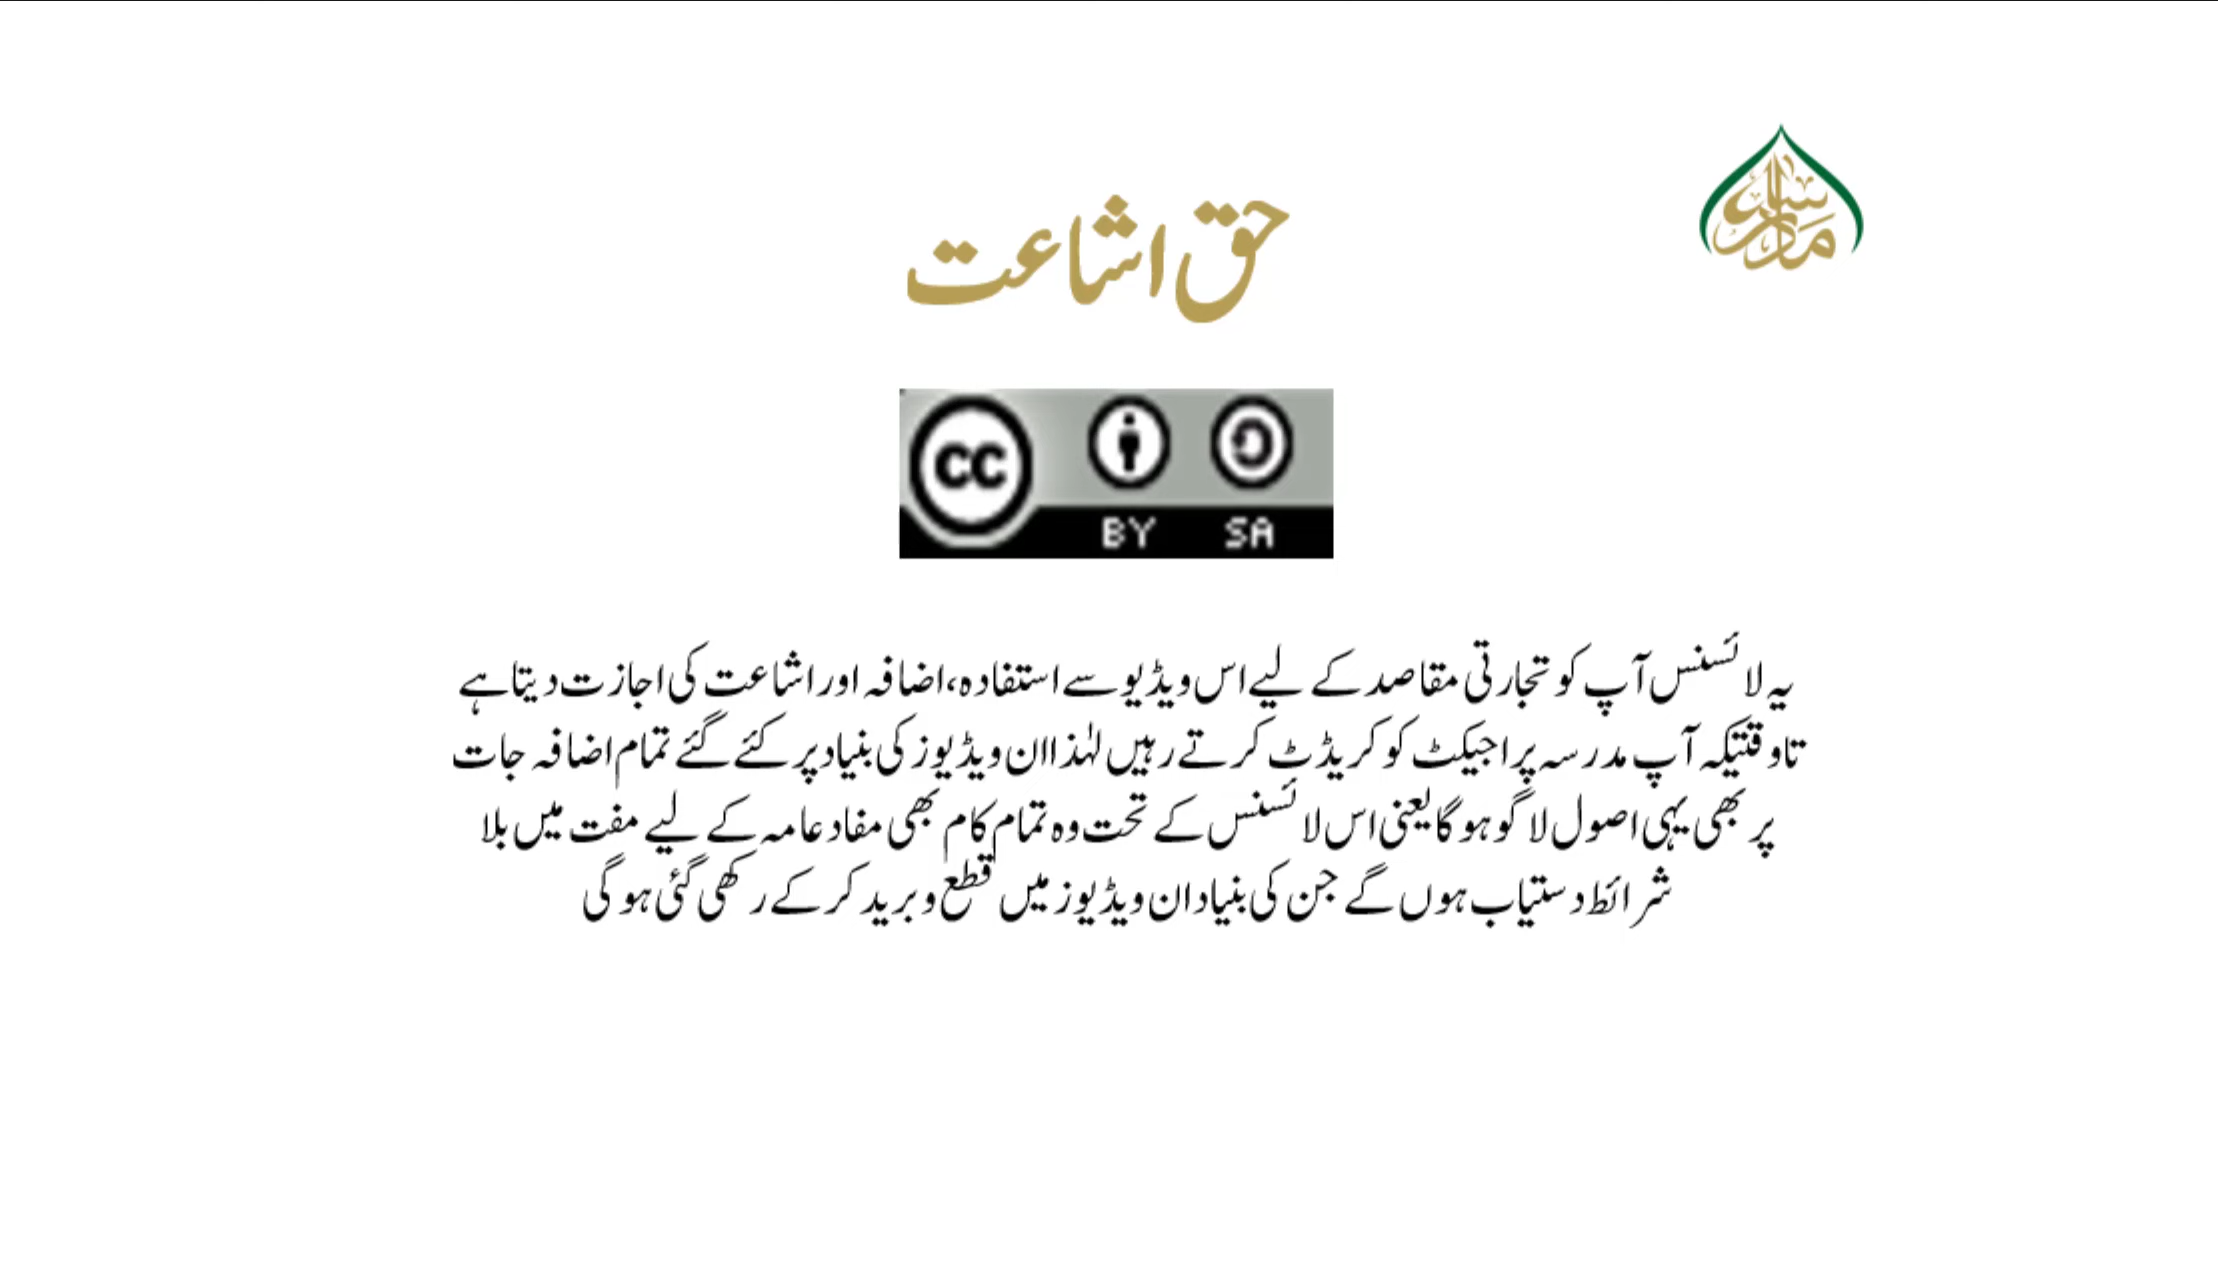 حق اشاعت
cc
BY SA
یہ لائسنس آپ کو تجارتی مقاصد کے لیے اس ویڈیو سے استفادہ، اضافہ اور اشاعت کی اجازت دیتا ہے
تاوقتیکہ آپ مدرسہ پراجیکٹ کو کریڈٹ کرتے رہیں لہٰذا ان ویڈیوز کی بنیاد پر کئے گئے تمام اضافہ جات
پر بھی یہی اصول لاگو ہوگا یعنی اس لائسنس کے تحت وہ تمام کام بھی مفاد عامہ کے لیے مفت میں بلا
شرائط دستیاب ہوں گے جن کی بنیاد ان ویڈیوز میں قطع و برید کر کے رکھی گئی ہوگی